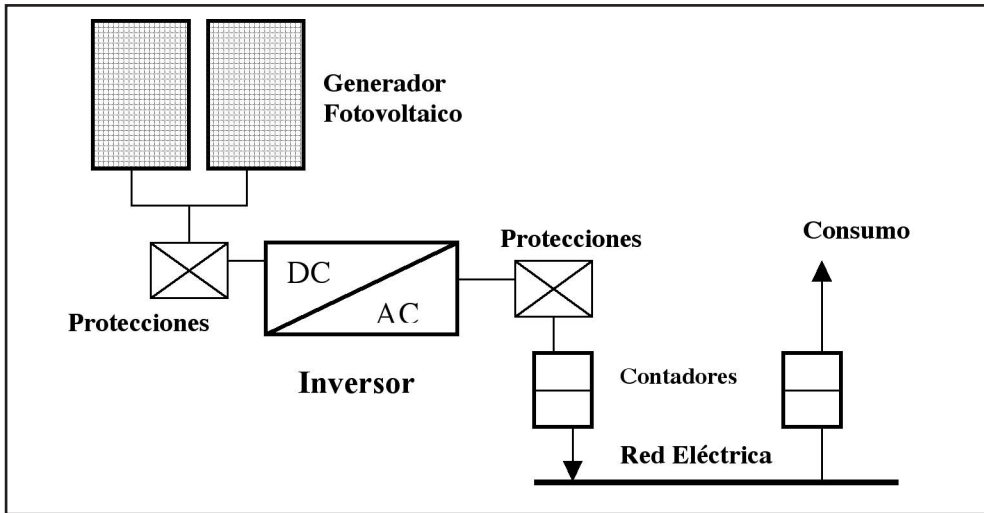 Generador
Fotovoltaico
Protecciones
Consumo
DC
AC
Protecciones
Inversor
Contadores
Red Eléctrica